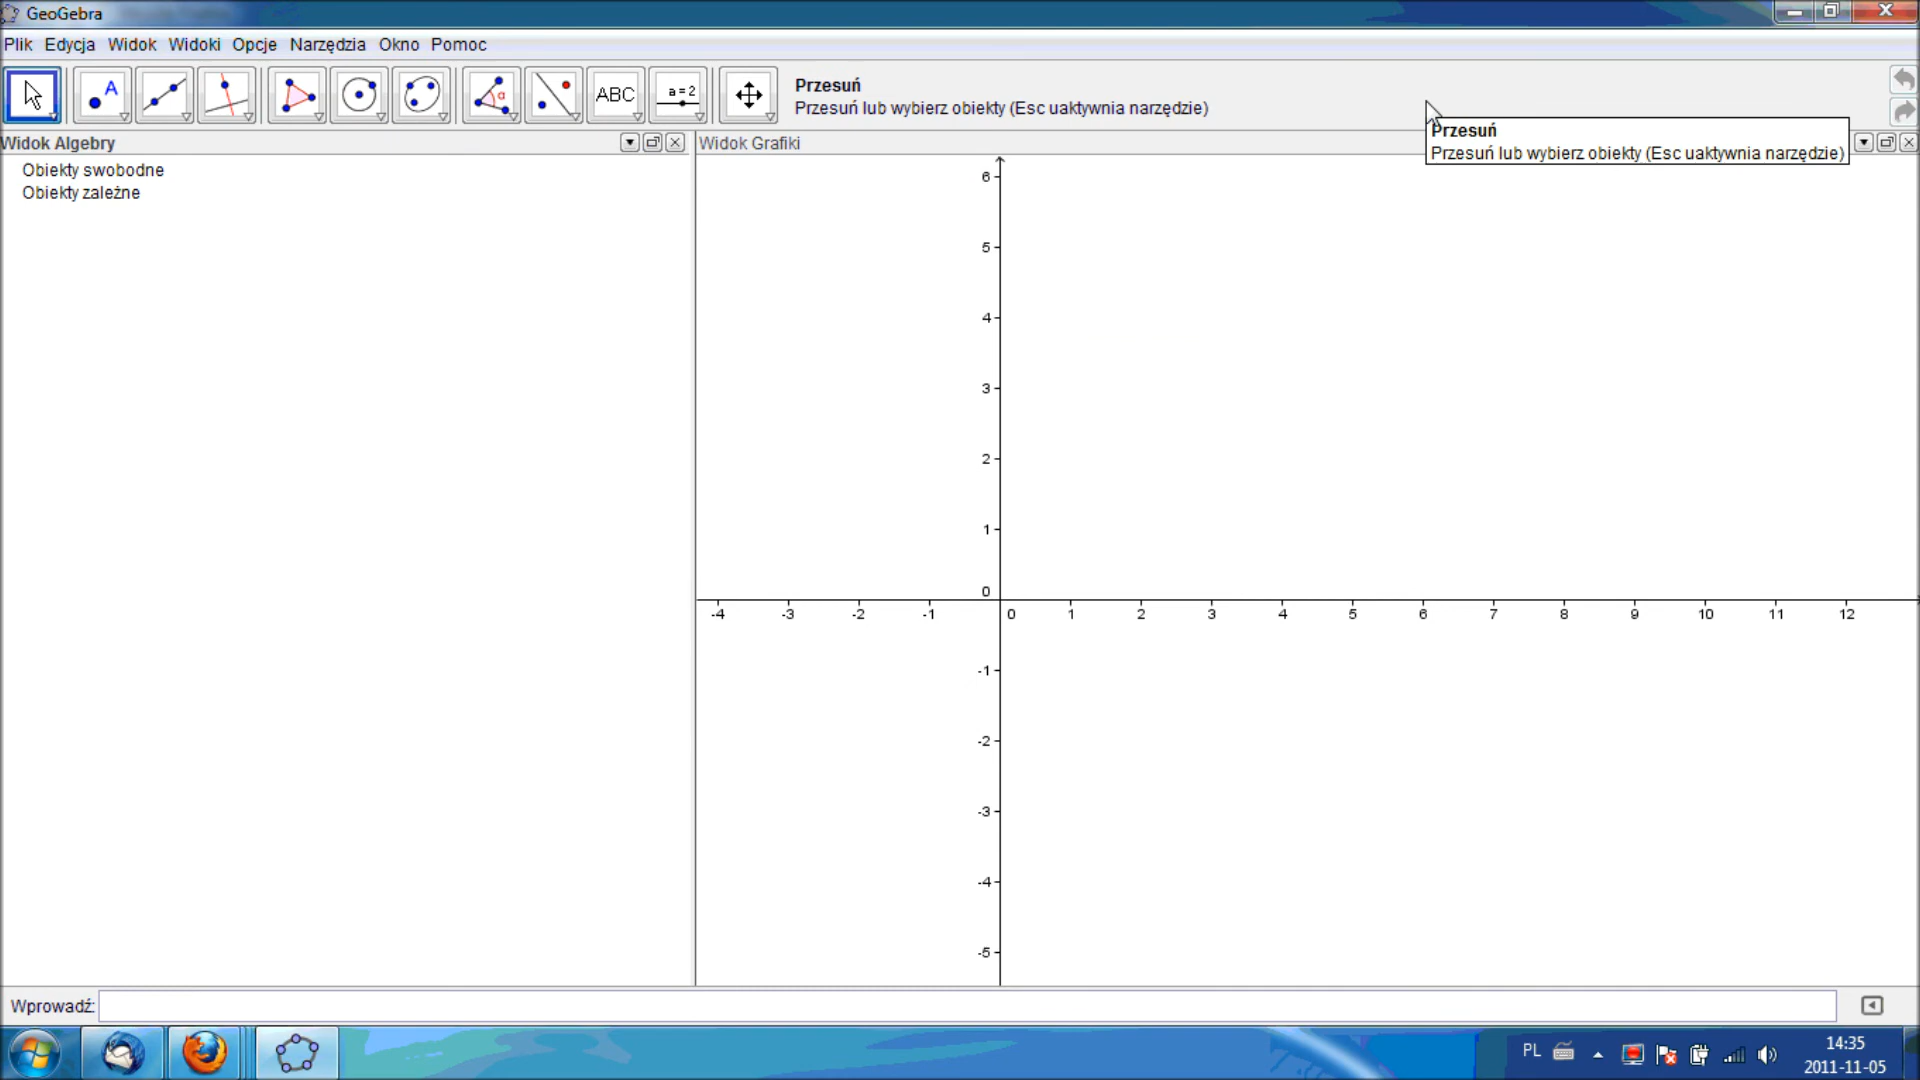 GeoGebra
Plik Edycja Widok Widoki Opcje Narzędzia Okno Pomoc
A
α
ABC
a = 2
Przesuń
Przesuń lub wybierz obiekty (Esc uaktywnia narzędzie)
Przesuń
Przesuń lub wybierz obiekty (Esc uaktywnia narzędzie)
Widok Algebry
Widok Grafiki
Obiekty swobodne
Obiekty zależne
6
5
4
3
2
1
0
-4 -3 -2 -1 0 1 2 3 4 5 6 7 8 9 10 11 12
-1
-2
-3
-4
-5
Wprowadź:
PL
14:35
2011-11-05